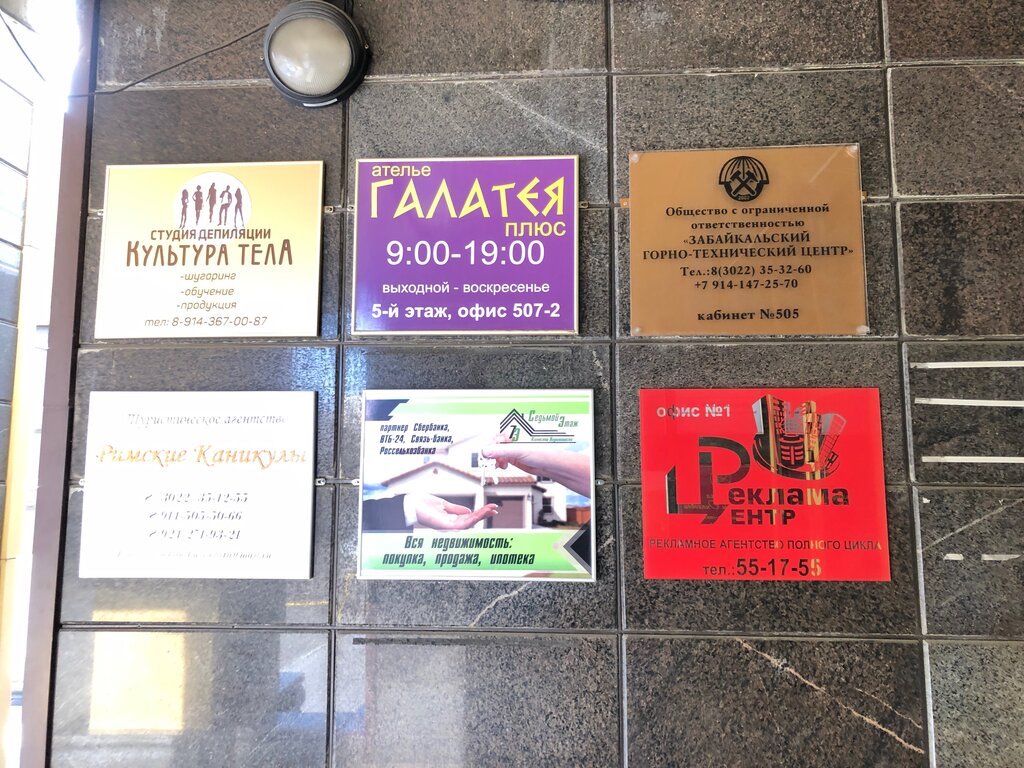 СТУДИЯ ДЕПИЛЯЦИИ
КУЛЬТУРА ТЕЛА
-шугаринг
-обучение
-продукция
тел: 8-914-367-00-87
ателье
ГАЛАТЕЯ
ПЛЮС
9:00-19:00
выходной - воскресенье
5-й этаж, офис 507-2
Общество с ограниченной
ответственностью
«ЗАБАЙКАЛЬСКИЙ
ГОРНО-ТЕХНИЧЕСКИЙ ЦЕНТР»
Тел.:8(3022) 35-32-60
+7 914-147-25-70
кабинет №505
Туристическое агентство
Римские Каникулы
партнер Сбербанка,
ВТБ-24, Связь-банка,
Россельхозбанка
Седьмой Этаж
7Э
Вся недвижимость:
покупка, продажа, ипотека
офис №1
Реклама
ЦЕНТР
РЕКЛАМНОЕ АГЕНТСТВО ПОЛНОГО ЦИКЛА
тел.:55-17-55